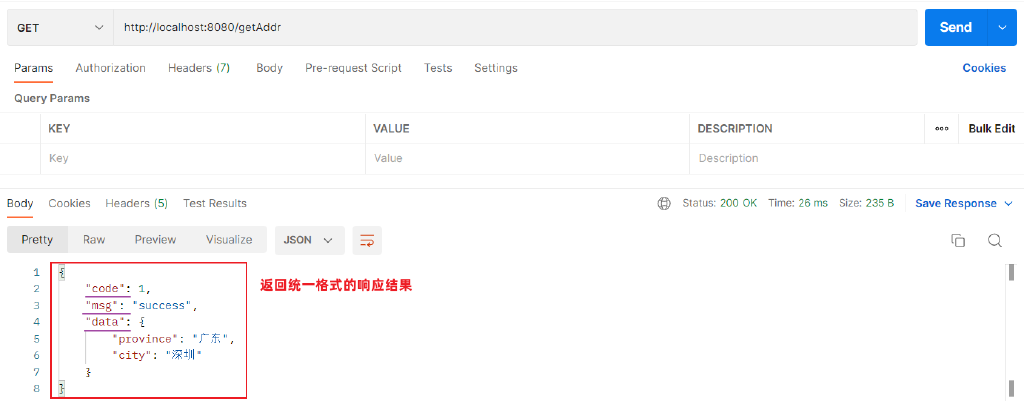 GET http://localhost:8080/getAddr Send
Params Authorization Headers (7) Body Pre-request Script Tests Settings Cookies
Query Params
KEY VALUE DESCRIPTION ooo Bulk Edit
Key Value Description
Body Cookies Headers (5) Test Results Status: 200 OK Time: 26 ms Size: 235 B Save Response
Pretty Raw Preview Visualize JSON
1 {
2 "code": 1,
3 "msg": "success",
4 "data": {
5 "province": "广东",
6 "city": "深圳"
7 }
8 }
返回统一格式的响应结果